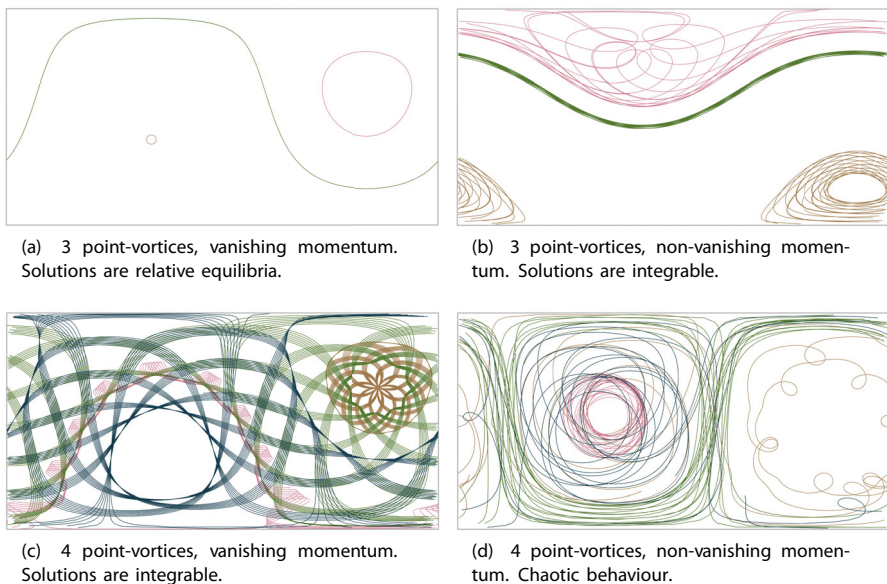 (a) 3 point-vortices, vanishing momentum.
Solutions are relative equilibria.
(b) 3 point-vortices, non-vanishing momen-
tum. Solutions are integrable.
(c) 4 point-vortices, vanishing momentum.
Solutions are integrable.
(d) 4 point-vortices, non-vanishing momen-
tum. Chaotic behaviour.